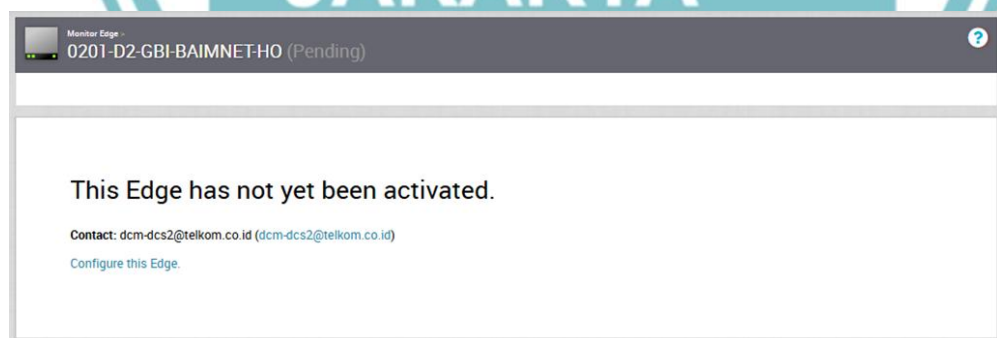 JAKARTA
Monitor Edge >
0201-D2-GBI-BAIMNET-HO (Pending)
?
This Edge has not yet been activated.
Contact: dcm-dcs2@telkom.co.id (dcm-dcs2@telkom.co.id)
Configure this Edge.